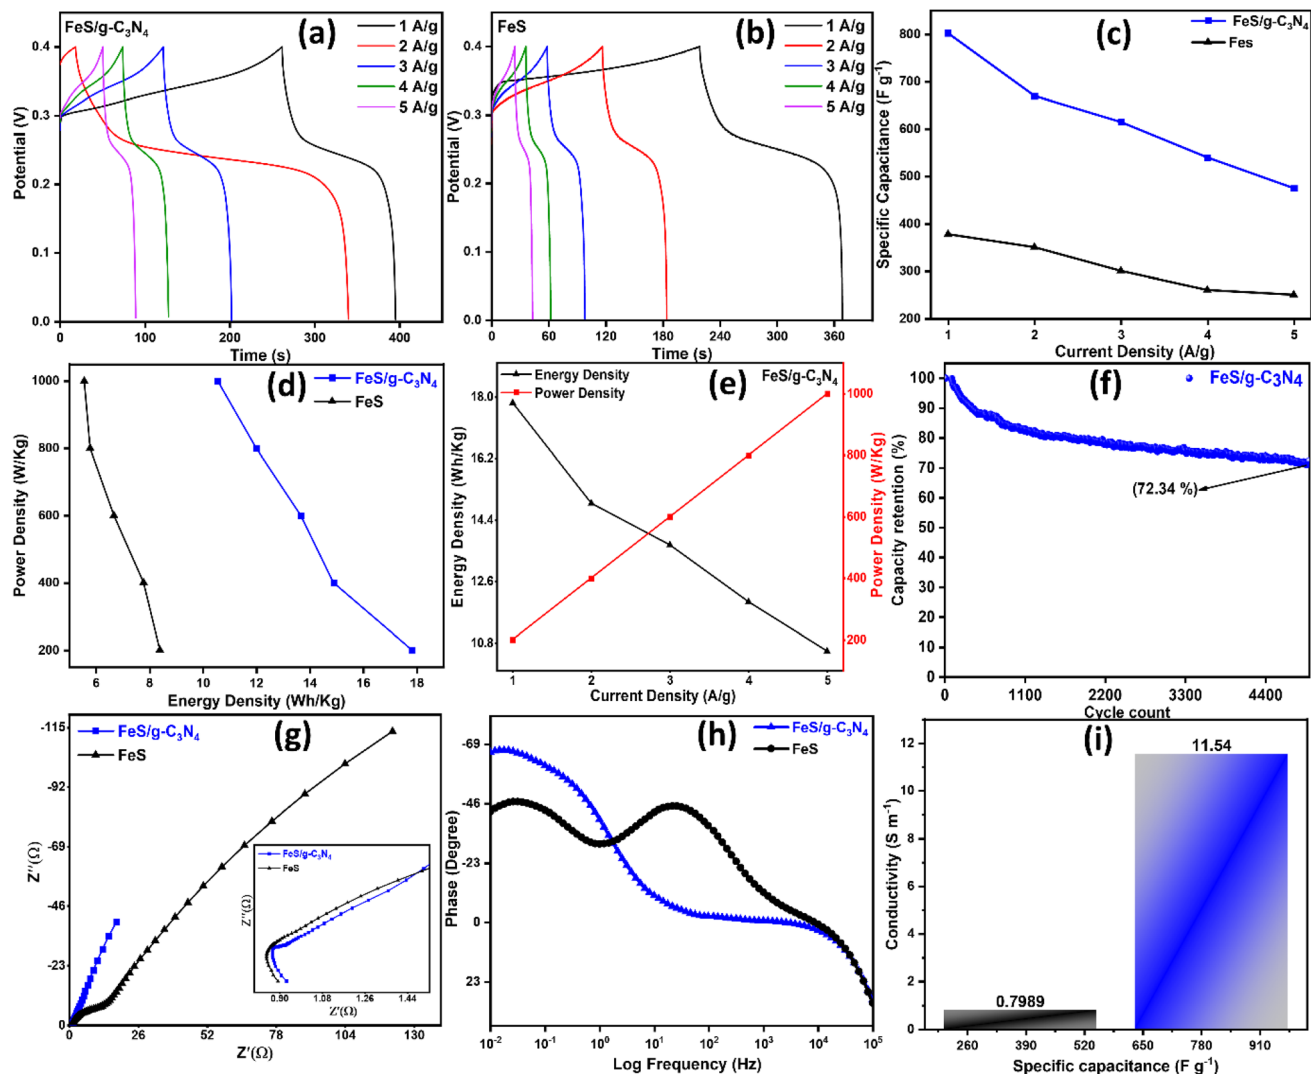 FeS/g-C₃N₄
(a)
1 A/g
2 A/g
3 A/g
4 A/g
5 A/g
Potential (V)
0.4
0.3
0.2
0.1
0.0
0 100 200 300 400
Time (s)
FeS
(b)
1 A/g
2 A/g
3 A/g
4 A/g
5 A/g
Potential (V)
0.4
0.3
0.2
0.1
0.0
0 60 120 180 240 300 360
Time (s)
(c)
FeS/g-C₃N₄
Fes
Specific Capacitance (F g⁻¹)
800
700
600
500
400
300
200
1 2 3 4 5
Current Density (A/g)
(d)
FeS/g-C₃N₄
FeS
Power Density (W/Kg)
1000
800
600
400
200
6 8 10 12 14 16 18
Energy Density (Wh/Kg)
Energy Density
Power Density
(e)
FeS/g-C₃N₄
Energy Density (Wh/Kg)
18.0
16.2
14.4
12.6
10.8
Power Density (W/Kg)
1000
800
600
400
200
1 2 3 4 5
Current Density (A/g)
(f)
FeS/g-C3N4
Capacity retention (%)
100
90
80
70
60
50
40
30
20
10
0
(72.34 %)
0 1100 2200 3300 4400
Cycle count
FeS/g-C₃N₄
FeS
(g)
Z''(Ω)
-115
-92
-69
-46
-23
0
0 26 52 78 104 130
Z'(Ω)
FeS/g-C₃N₄
FeS
Z''(Ω)
0.90 1.08 1.26 1.44
Z'(Ω)
(h)
FeS/g-C₃N₄
FeS
Phase (Degree)
-69
-46
-23
0
23
10⁻² 10⁻¹ 10⁰ 10¹ 10² 10³ 10⁴ 10⁵
Log Frequency (Hz)
(i)
Conductivity (S m⁻¹)
12
10
8
6
4
2
0
0.7989
11.54
260 390 520 650 780 910
Specific capacitance (F g⁻¹)